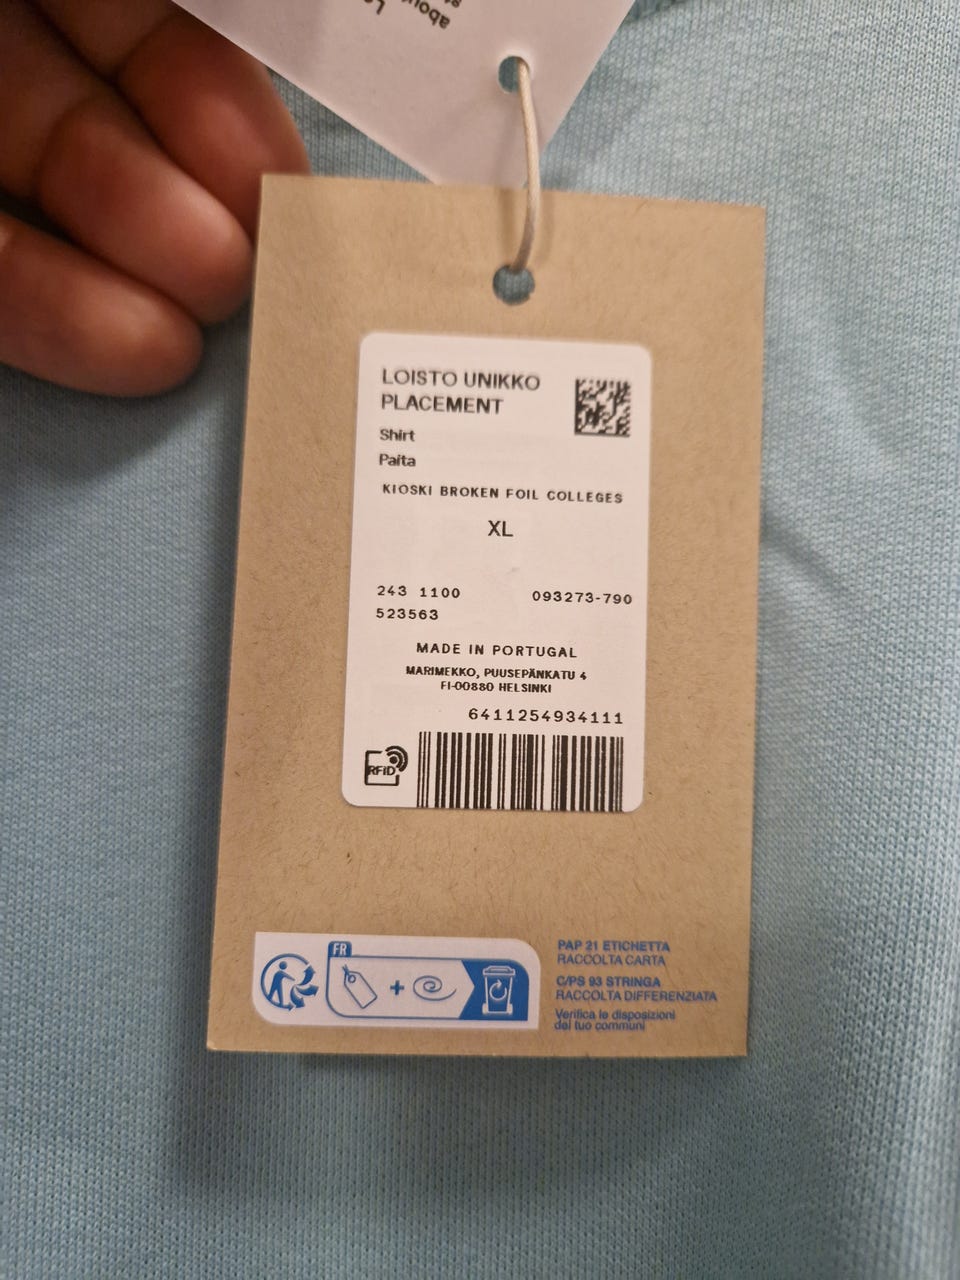 abou
LOISTO UNIKKO
PLACEMENT
Shirt
Paita
KIOSKI BROKEN FOIL COLLEGES
XL
243 1100 093273-790
523563
MADE IN PORTUGAL
MARIMEKKO, PUUSEPÄNKATU 4
FI-00880 HELSINKI
6411254934111
RFID
FR
PAP 21 ETICHETTA
RACCOLTA CARTA
C/PS 93 STRINGA
RACCOLTA DIFFERENZIATA
Verifica le disposizioni
del tuo communi